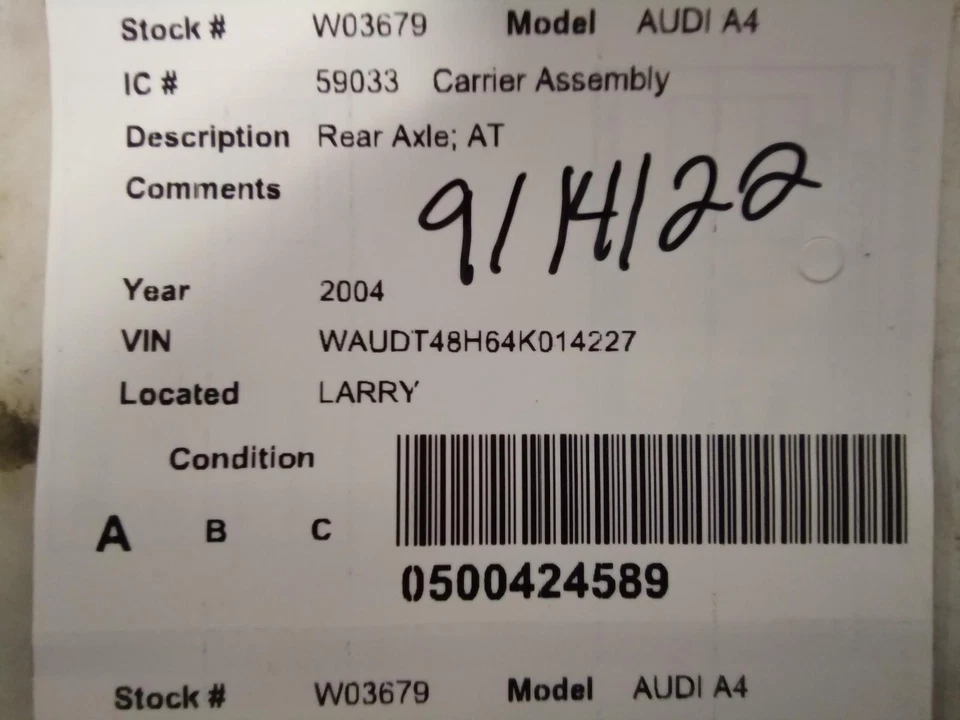 Stock # W03679 Model AUDI A4
IC # 59033 Carrier Assembly
Description Rear Axle; AT
Comments
9/14/22
Year 2004
VIN WAUDT48H64K014227
Located LARRY
Condition
A B C
0500424589
Stock # W03679 Model AUDI A4